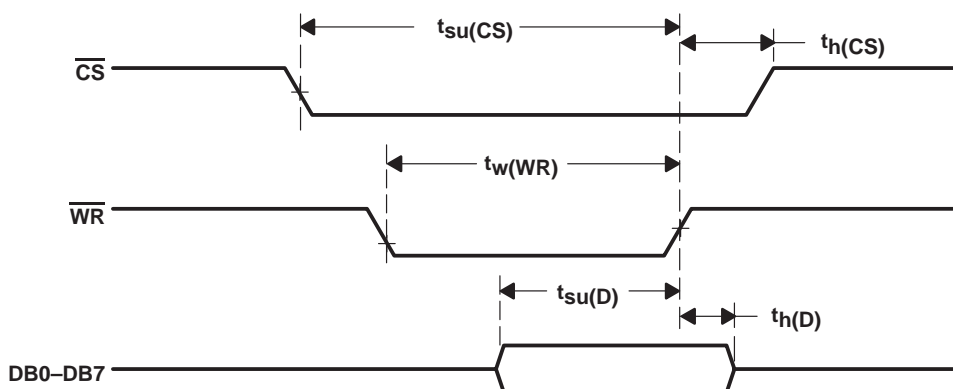 tsu(CS)
th(CS)
CS
tw(WR)
WR
tsu(D)
th(D)
DB0–DB7